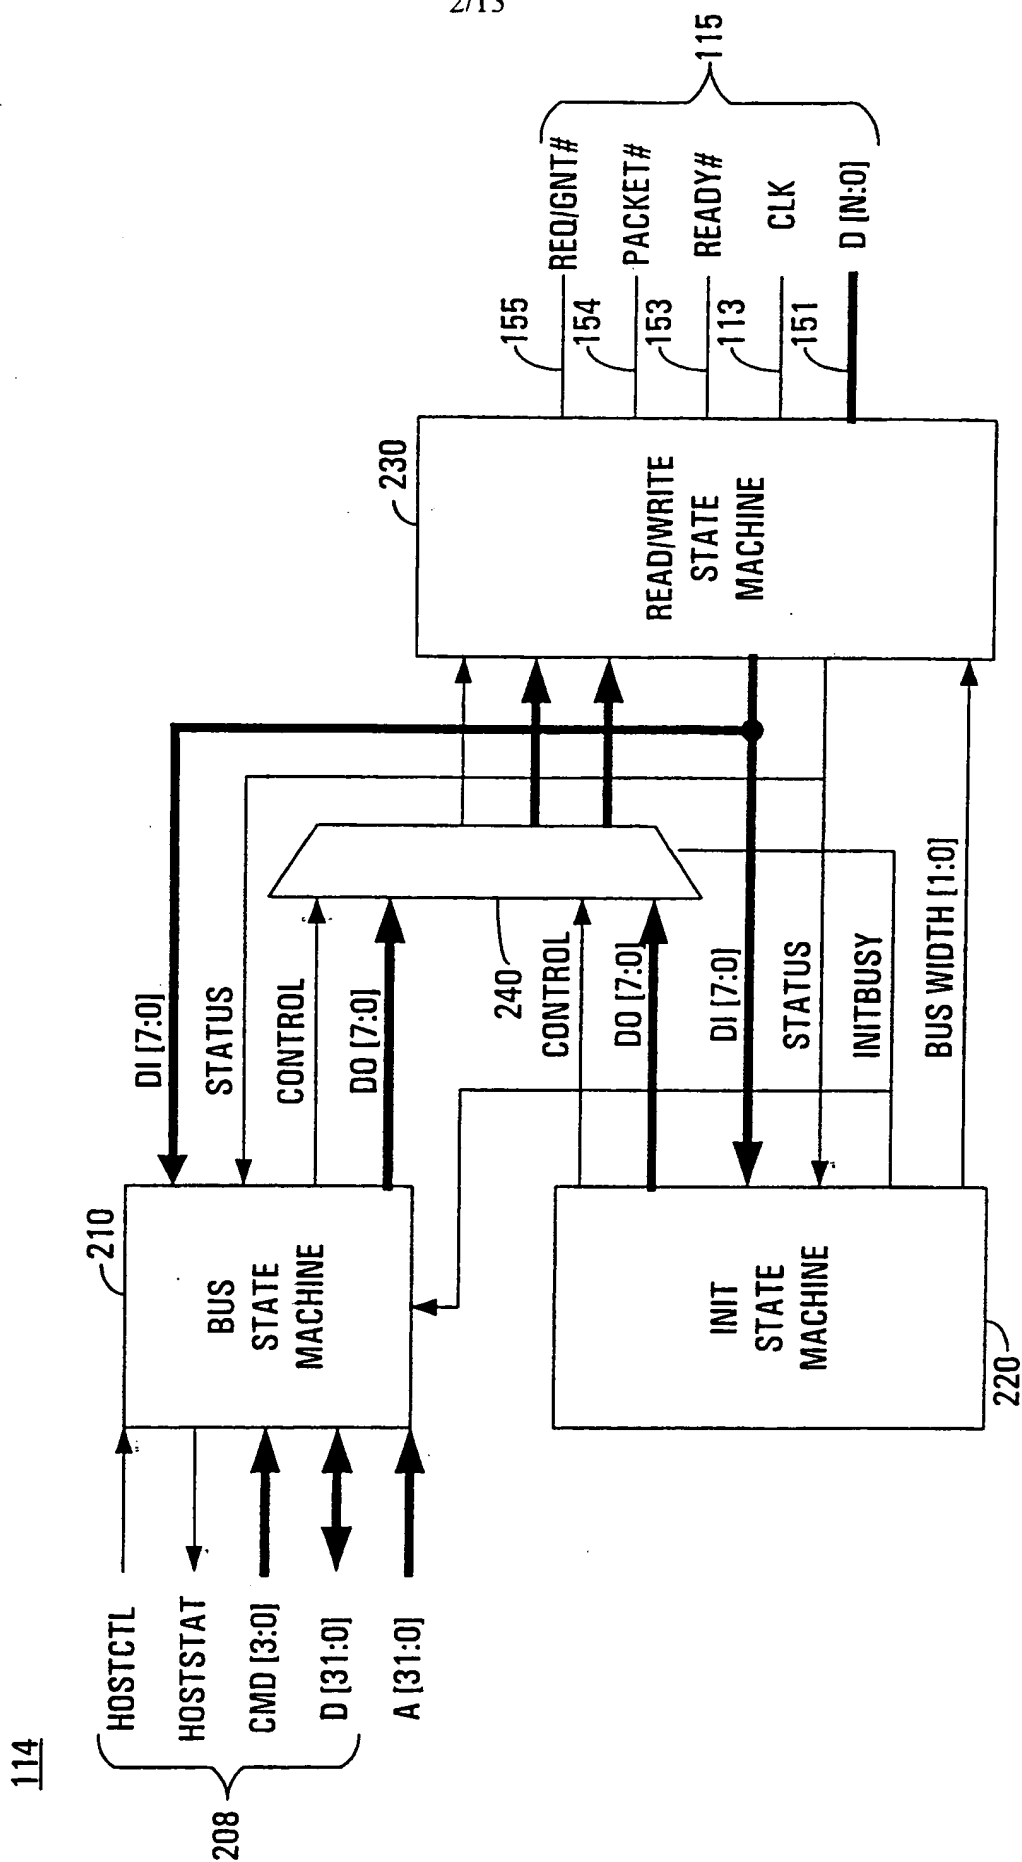 2/13
114
HOSTCTL
HOSTSTAT
CMD [3:0]
D [31:0]
A [31:0]
208
210
BUS
STATE
MACHINE
DI [7:0]
STATUS
CONTROL
DO [7:0]
240
CONTROL
DO [7:0]
DI [7:0]
STATUS
INITBUSY
BUS WIDTH [1:0]
INIT
STATE
MACHINE
220
230
READ/WRITE
STATE
MACHINE
155
REQ/GNT#
154
PACKET#
153
READY#
113
CLK
151
D [N:0]
115